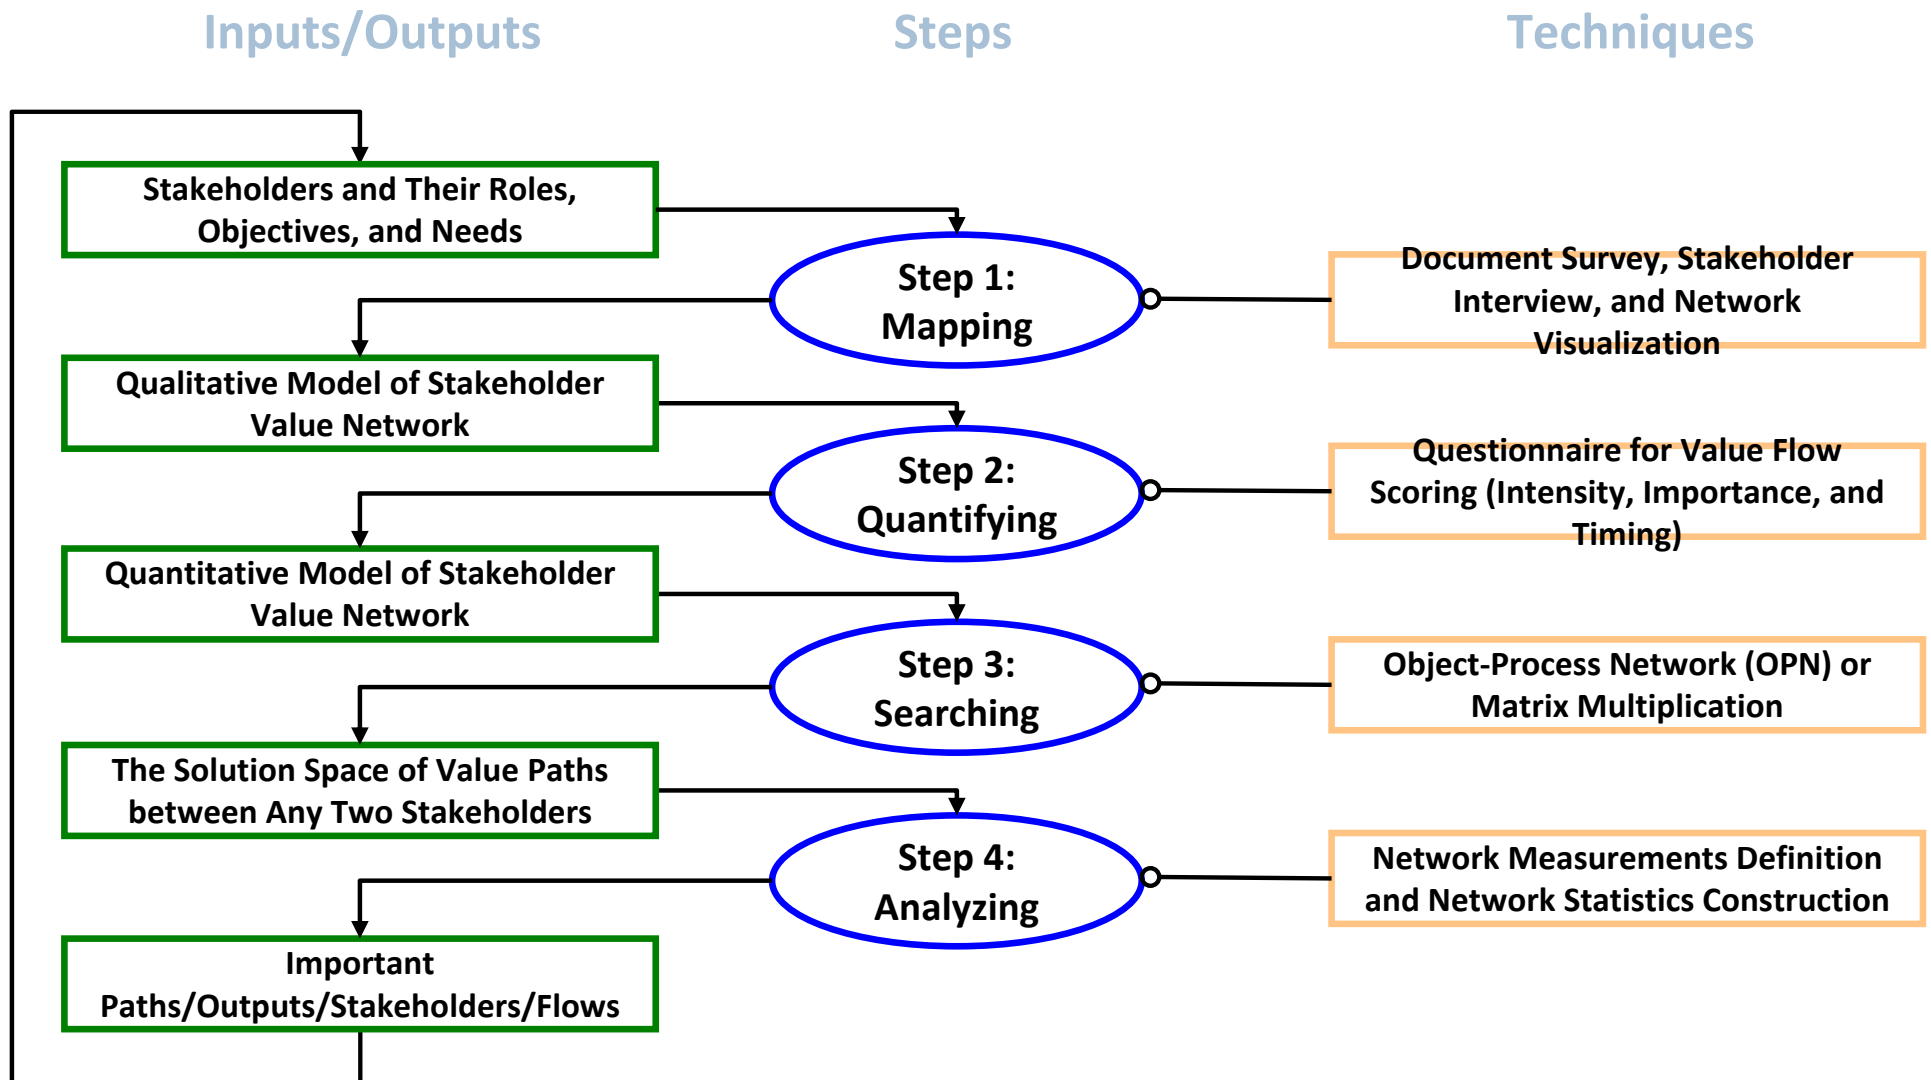 Inputs/Outputs
Steps
Techniques
Stakeholders and Their Roles,
Objectives, and Needs
Step 1:
Mapping
Document Survey, Stakeholder
Interview, and Network
Visualization
Qualitative Model of Stakeholder
Value Network
Step 2:
Quantifying
Questionnaire for Value Flow
Scoring (Intensity, Importance, and
Timing)
Quantitative Model of Stakeholder
Value Network
Step 3:
Searching
Object-Process Network (OPN) or
Matrix Multiplication
The Solution Space of Value Paths
between Any Two Stakeholders
Step 4:
Analyzing
Network Measurements Definition
and Network Statistics Construction
Important
Paths/Outputs/Stakeholders/Flows